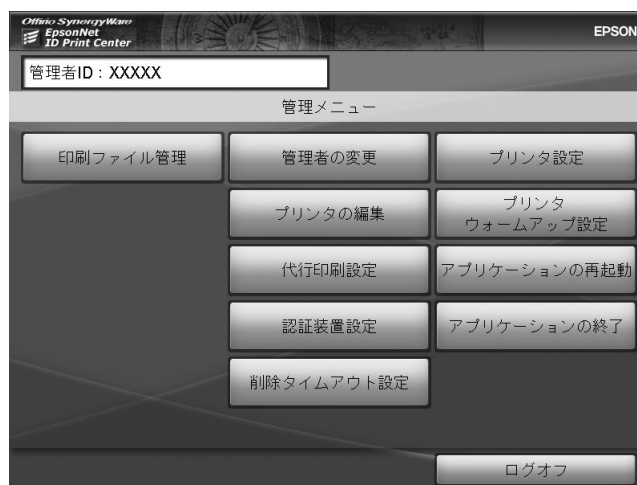 Offirio SynergyWare
EpsonNet
ID Print Center
EPSON
管理者ID：XXXXX
管理メニュー
印刷ファイル管理
管理者の変更
プリンタ設定
プリンタの編集
プリンタ
ウォームアップ設定
代行印刷設定
アプリケーションの再起動
認証装置設定
アプリケーションの終了
削除タイムアウト設定
ログオフ